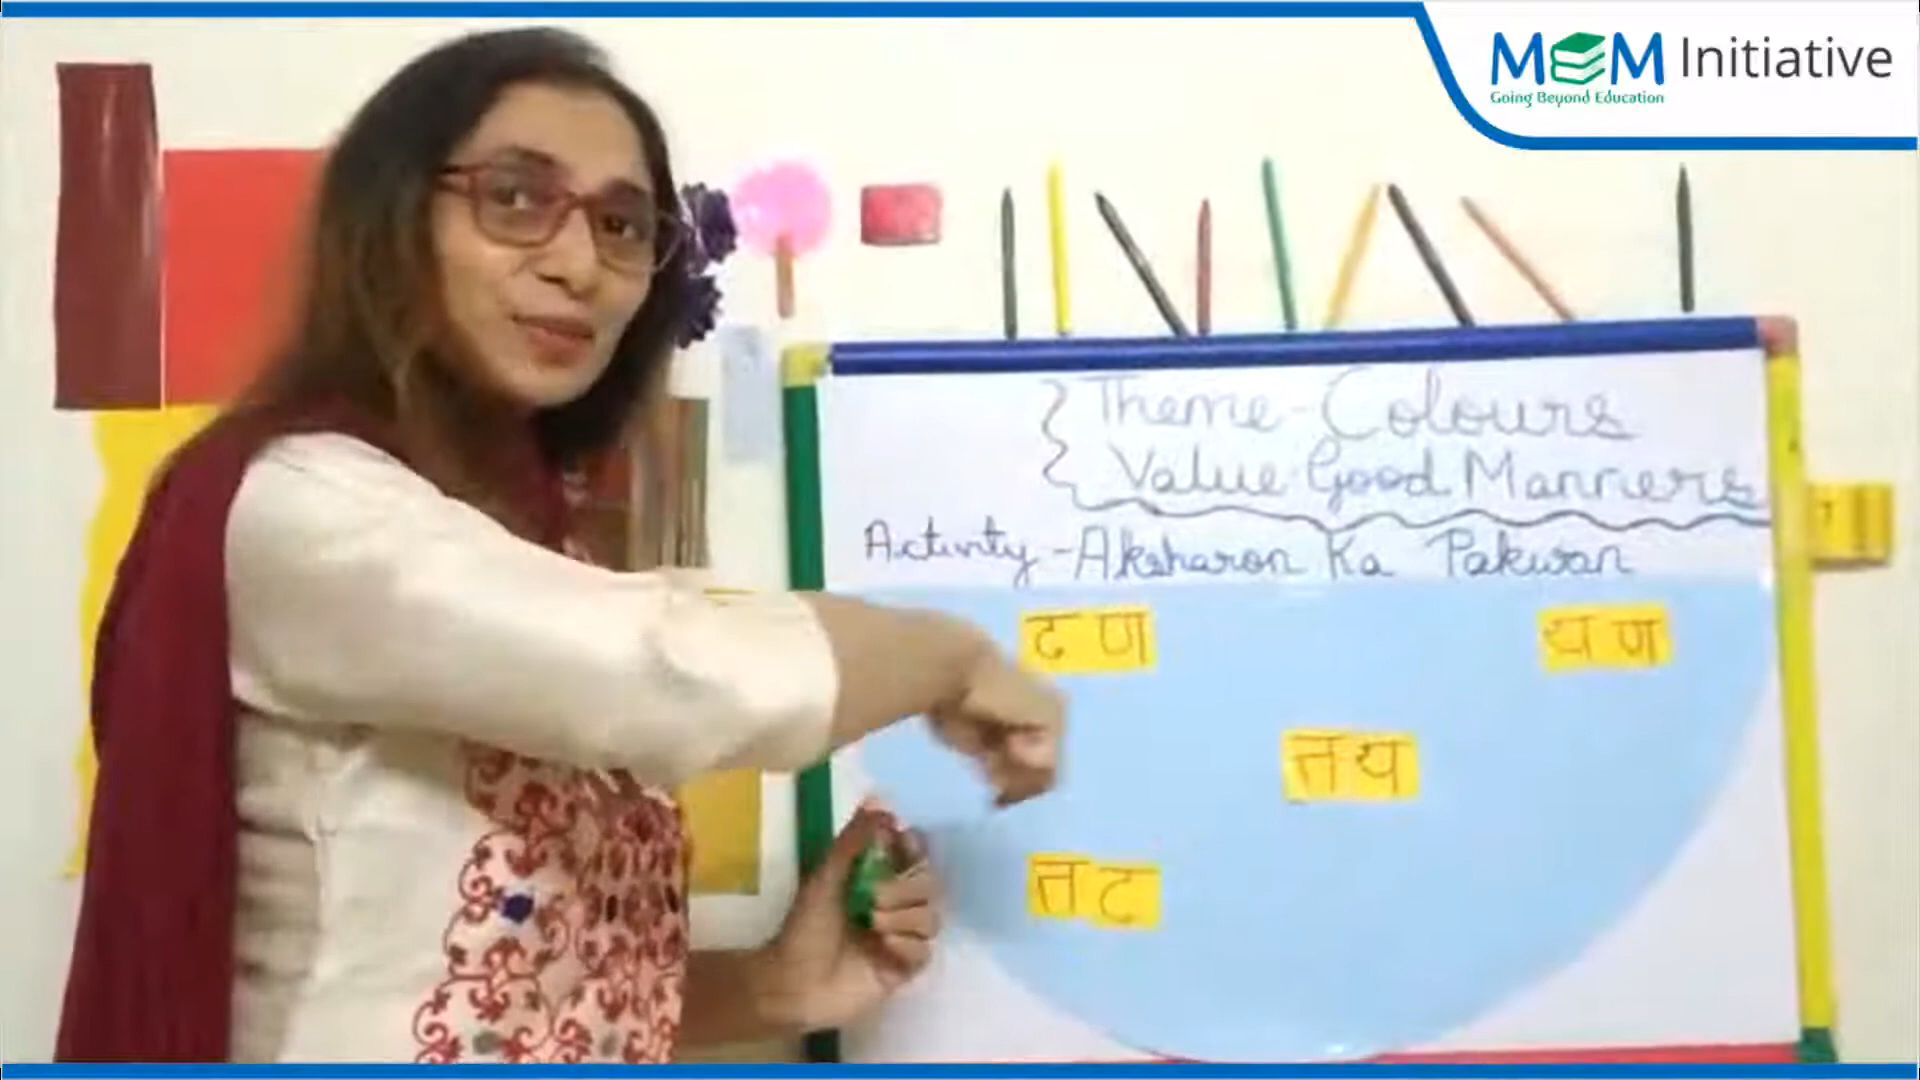 MEM Initiative
Going Beyond Education
Theme - Colours
Value - Good Manners
Activity - Aksharon Ka Pakwan
ढ ण
थ ण
त थ
त ढ